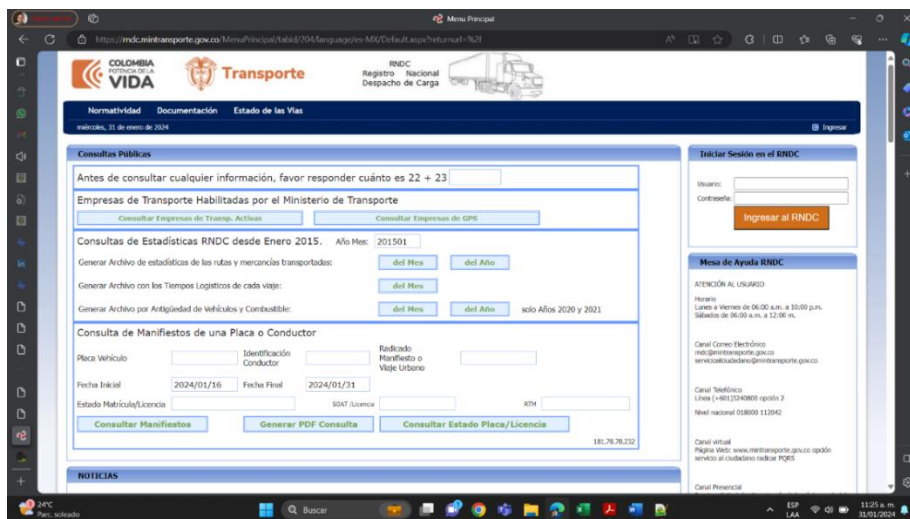 Menu Principal
https://rndc.mintransporte.gov.co/MenuPrincipal/tabid/204/language/es-MX/Default.aspx?returnurl=%2f
COLOMBIA
POTENCIA DE LA
VIDA
Transporte
RNDC
Registro Nacional
Despacho de Carga
Normatividad Documentación Estado de las Vias
miércoles, 31 de enero de 2024
Ingresar
Consultas Públicas
Antes de consultar cualquier información, favor responder cuánto es 22 + 23
Empresas de Transporte Habilitadas por el Ministerio de Transporte
Consultar Empresas de Transp. Activas Consultar Empresas de GPS
Consultas de Estadísticas RNDC desde Enero 2015. Año Mes: 201501
Generar Archivo de estadísticas de las rutas y mercancías transportadas: del Mes del Año
Generar Archivo con los Tiempos Logísticos de cada viaje: del Mes
Generar Archivo por Antigüedad de Vehículos y Combustible: del Mes del Año solo Años 2020 y 2021
Consulta de Manifiestos de una Placa o Conductor
Placa Vehículo Identificación Conductor Radicado Manifiesto o Viaje Urbano
Fecha Inicial 2024/01/16 Fecha Final 2024/01/31
Estado Matrícula/Licencia SOAT /Licencia RTM
Consultar Manifiestos Generar PDF Consulta Consultar Estado Placa/Licencia
181.78.78.232
NOTICIAS
Iniciar Sesión en el RNDC
Usuario:
Contraseña:
Ingresar al RNDC
Mesa de Ayuda RNDC
ATENCIÓN AL USUARIO
Horario
Lunes a Viernes de 06:00 a.m. a 10:00 p.m.
Sábados de 06:00 a.m. a 12:00 m.
Canal Correo Electrónico
rndc@mintransporte.gov.co
servicioalciudadano@mintransporte.gov.co
Canal Telefónico
Línea (+601)3240800 opción 2
Nivel nacional 018000 112042
Canal virtual
Página Web: www.mintransporte.gov.co opción
servicio al ciudadano radicar PQRS
Canal Presencial
24°C
Parc. soleado
Buscar
ESP
LAA
11:25 a. m.
31/01/2024